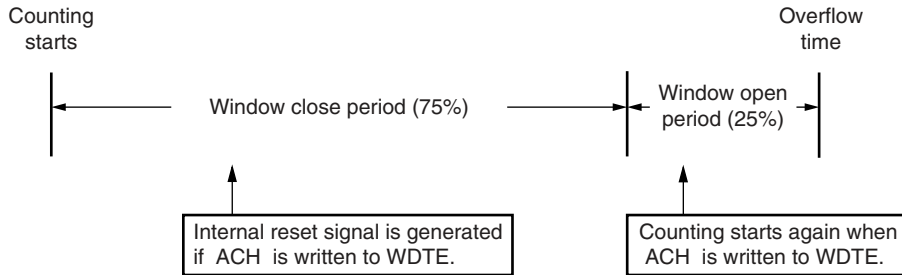 Counting
starts
Overflow
time
Window close period (75%)
Window open
period (25%)
Internal reset signal is generated
if ACH is written to WDTE.
Counting starts again when
ACH is written to WDTE.